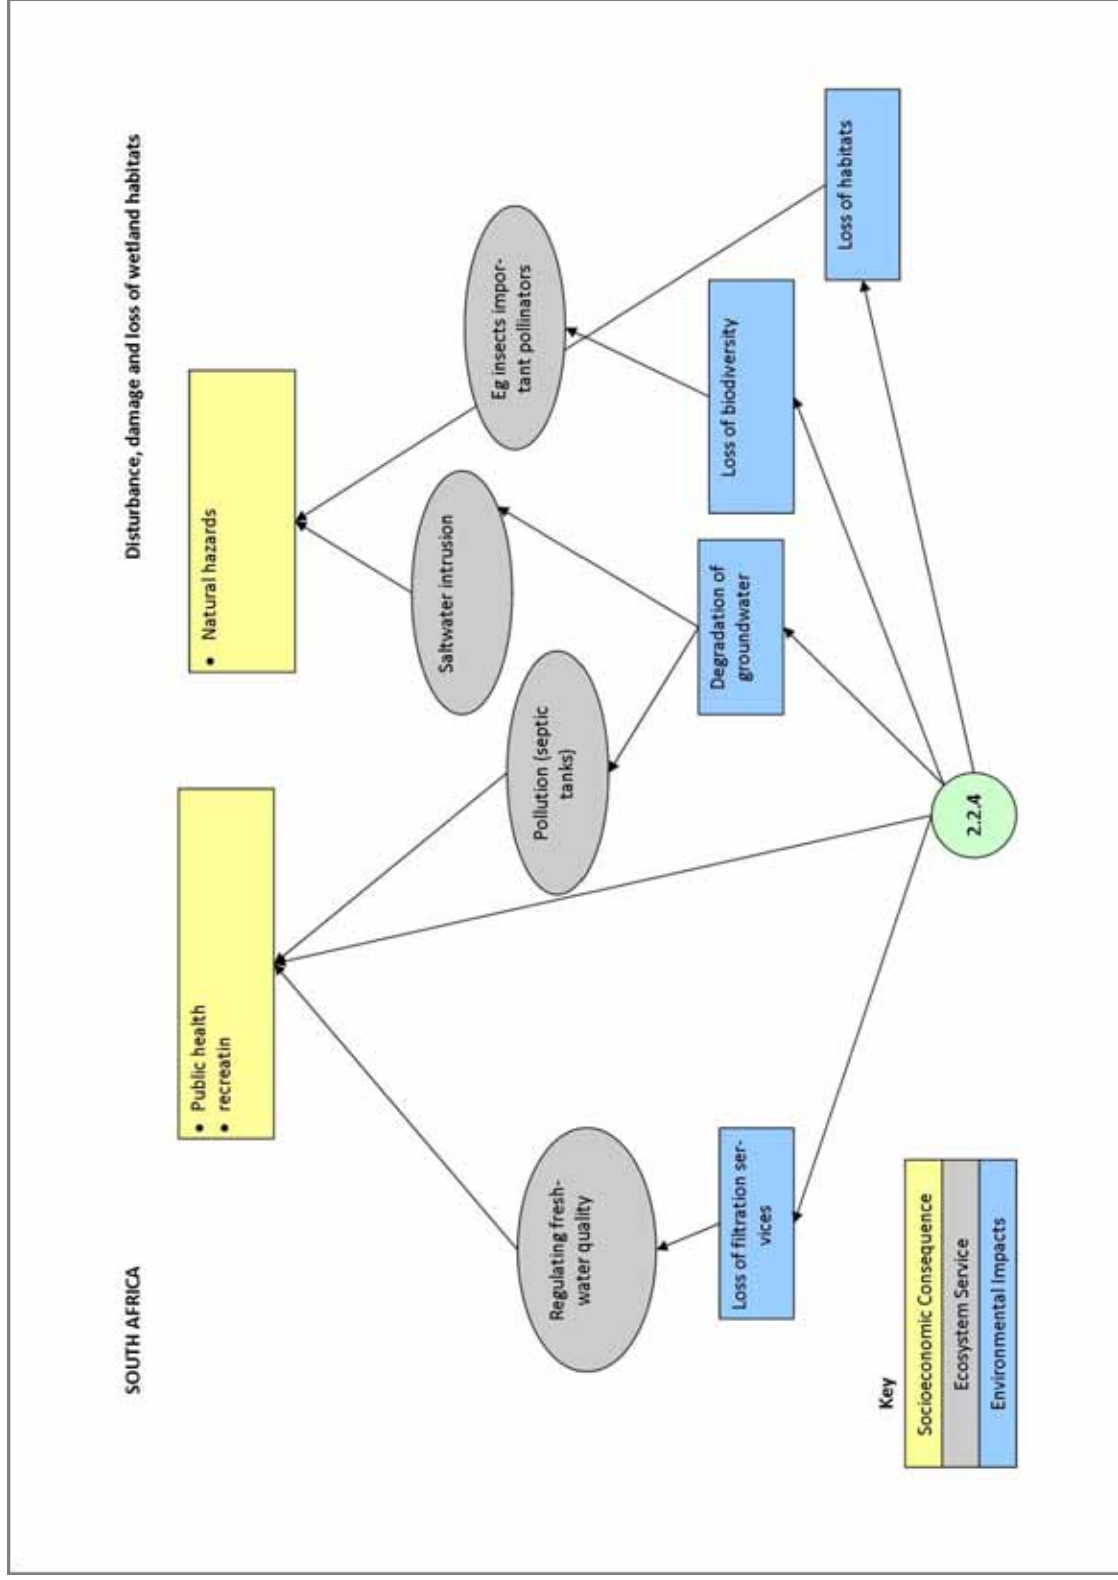 SOUTH AFRICA
Disturbance, damage and loss of wetland habitats
• Public health
• recreatin
• Natural hazards
Regulating fresh-
water quality
Pollution (septic
tanks)
Saltwater intrusion
Eg insects impor-
tant pollinators
Loss of filtration ser-
vices
Degradation of
groundwater
Loss of biodiversity
Loss of habitats
2.2.4
Key
Socioeconomic Consequence
Ecosystem Service
Environmental Impacts